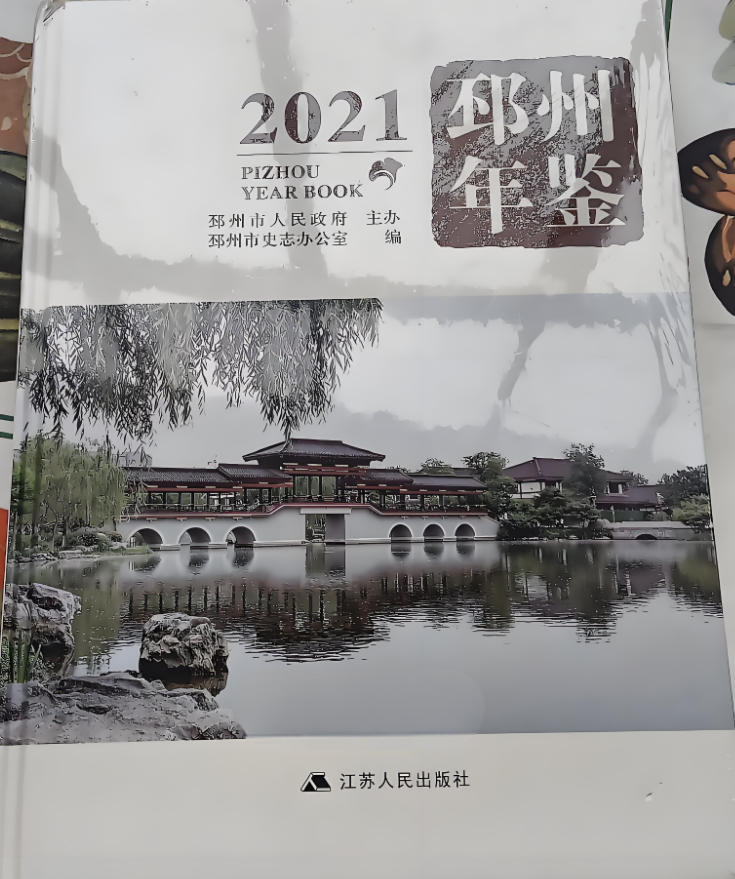 2021
PIZHOU
YEAR BOOK
邳州
年鉴
邳州市人民政府 主办
邳州市史志办公室 编
江苏人民出版社